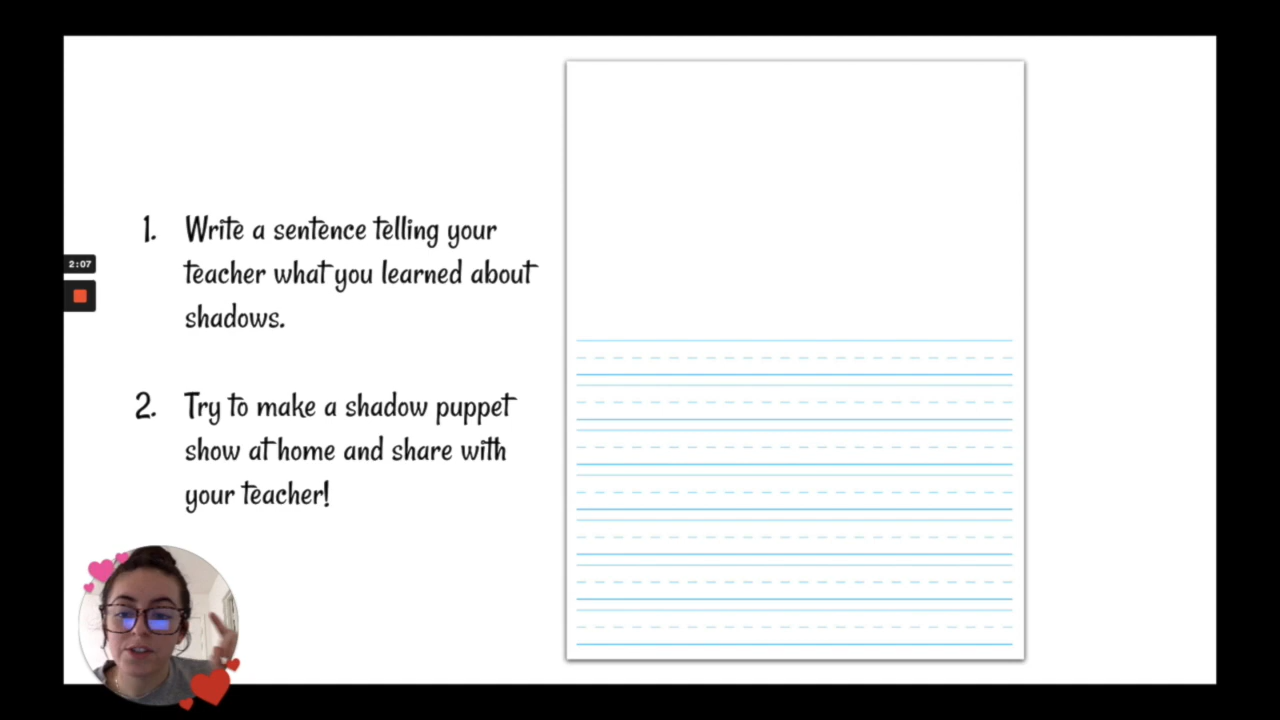 1. Write a sentence telling your
teacher what you learned about
2:07
shadows.
2. Try to make a shadow puppet
show at home and share with
your teacher!